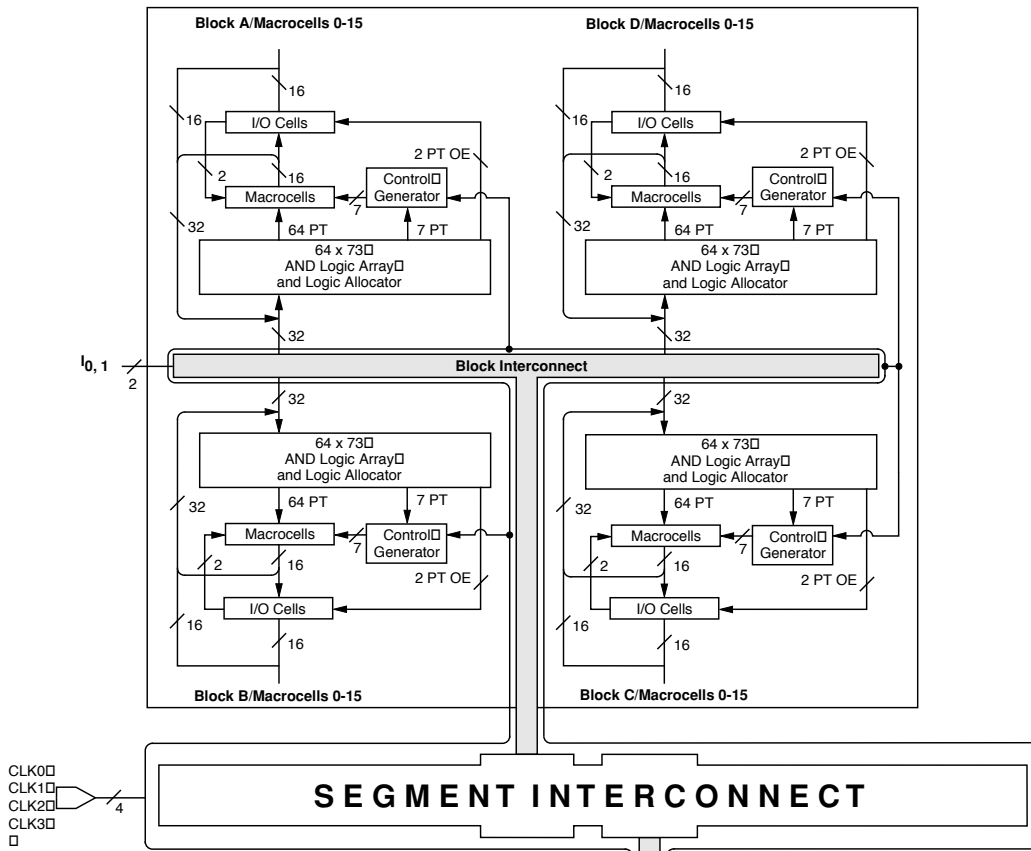 Block A/Macrocells 0-15
Block D/Macrocells 0-15
16
16
I/O Cells
2 PT OE
2
16
Control□
Generator
Macrocells
7
32
64 PT
7 PT
64 x 73□
AND Logic Array□
and Logic Allocator
32
16
16
I/O Cells
2 PT OE
2
16
Control□
Generator
Macrocells
7
32
64 PT
7 PT
64 x 73□
AND Logic Array□
and Logic Allocator
32
I0, 1
2
Block Interconnect
32
64 x 73□
AND Logic Array□
and Logic Allocator
32
64 PT
7 PT
Macrocells
7
Control□
Generator
2
16
2 PT OE
I/O Cells
16
16
Block B/Macrocells 0-15
32
64 x 73□
AND Logic Array□
and Logic Allocator
32
64 PT
7 PT
Macrocells
7
Control□
Generator
2
16
2 PT OE
I/O Cells
16
16
Block C/Macrocells 0-15
CLK0□
CLK1□
CLK2□
CLK3□
□
4
SEGMENT INTERCONNECT